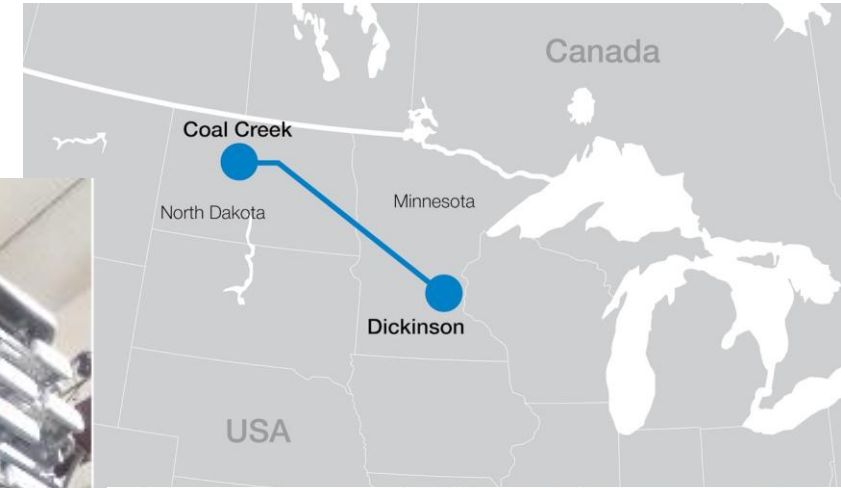 Canada
Coal Creek
Minnesota
North Dakota
Dickinson
USA